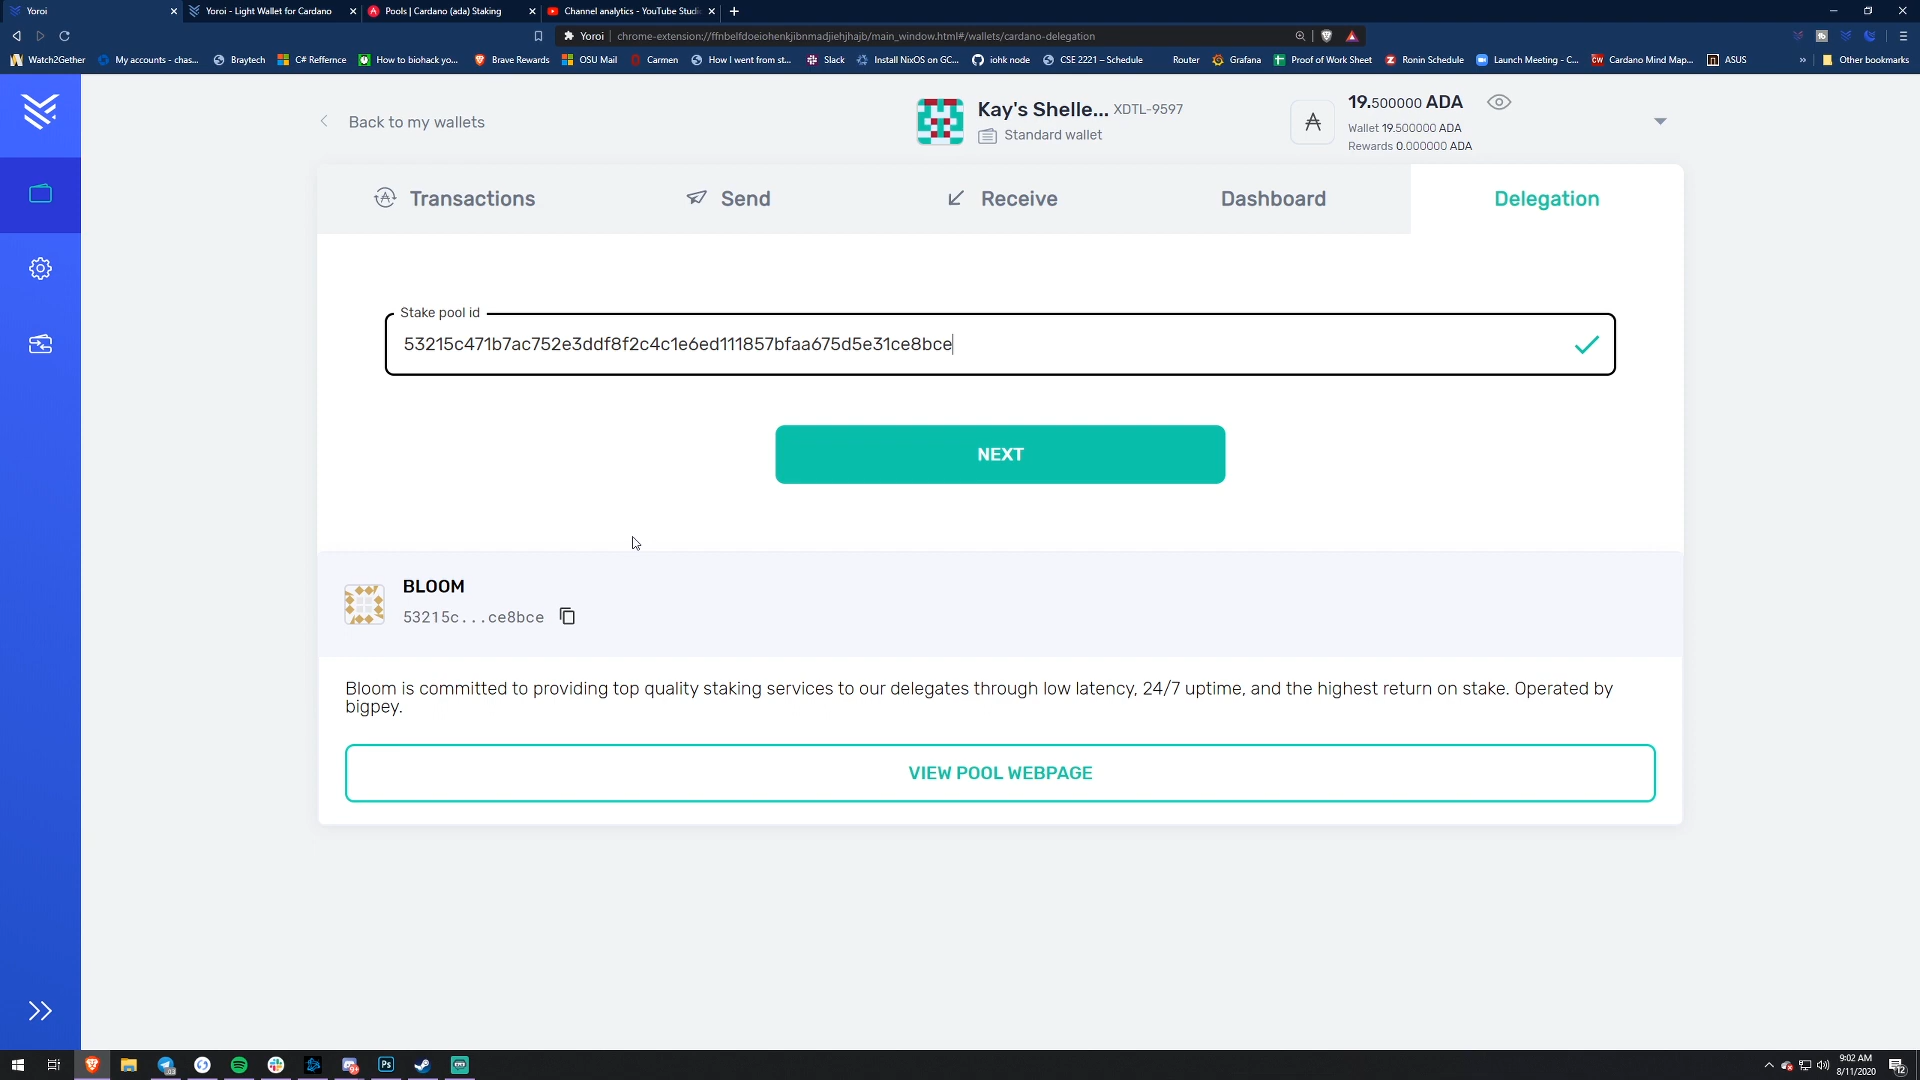 Yoroi
Yoroi - Light Wallet for Cardano
Pools | Cardano (ada) Staking
Channel analytics - YouTube Studi
Yoroi
chrome-extension://ffnbelfdoeiohenkjibnmadjiehjhajb/main_window.html#/wallets/cardano-delegation
Watch2Gether
My accounts - chas...
Braytech
C# Reffernce
How to biohack yo...
Brave Rewards
OSU Mail
Carmen
How I went from st...
Slack
Install NixOS on GC...
iohk node
CSE 2221 – Schedule
Router
Grafana
Proof of Work Sheet
Ronin Schedule
Launch Meeting - C...
Cardano Mind Map...
ASUS
Other bookmarks
Back to my wallets
Kay's Shelle... XDTL-9597
Standard wallet
19.500000 ADA
Wallet 19.500000 ADA
Rewards 0.000000 ADA
Transactions
Send
Receive
Dashboard
Delegation
Stake pool id
53215c471b7ac752e3ddf8f2c4c1e6ed111857bfaa675d5e31ce8bce
NEXT
BLOOM
53215c...ce8bce
Bloom is committed to providing top quality staking services to our delegates through low latency, 24/7 uptime, and the highest return on stake. Operated by
bigpey.
VIEW POOL WEBPAGE
9:02 AM
8/11/2020